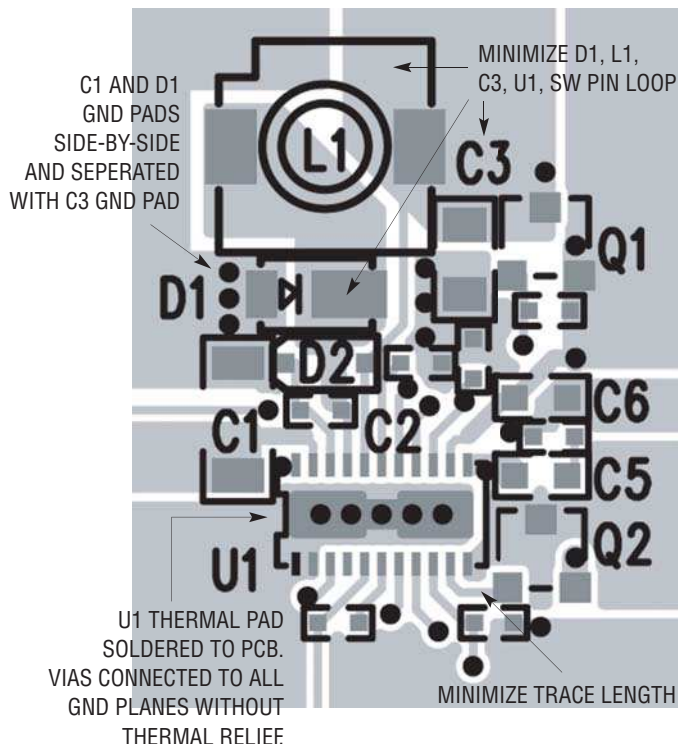 C1 AND D1
GND PADS
SIDE-BY-SIDE
AND SEPERATED
WITH C3 GND PAD
MINIMIZE D1, L1,
C3, U1, SW PIN LOOP
L1
C3
Q1
D1
D2
C6
C1
C2
C5
Q2
U1
U1 THERMAL PAD
SOLDERED TO PCB.
VIAS CONNECTED TO ALL
GND PLANES WITHOUT
THERMAL RELIEF.
MINIMIZE TRACE LENGTH